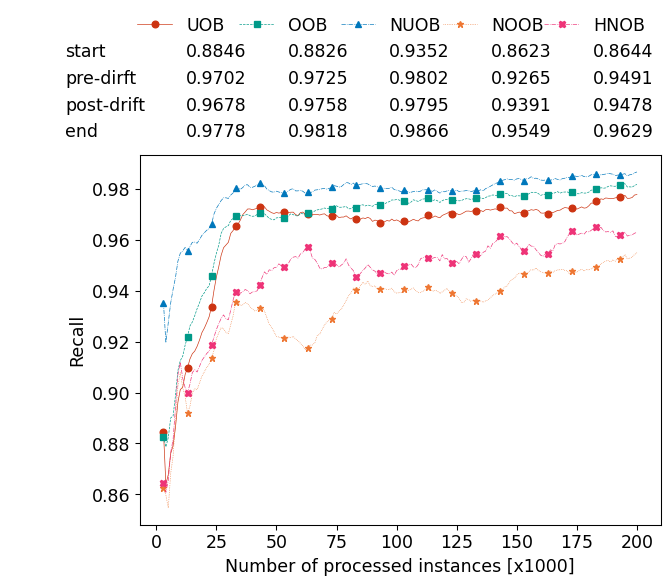 UOB OOB NUOB NOOB HNOB
start 0.8846 0.8826 0.9352 0.8623 0.8644
pre-dirft 0.9702 0.9725 0.9802 0.9265 0.9491
post-drift 0.9678 0.9758 0.9795 0.9391 0.9478
end 0.9778 0.9818 0.9866 0.9549 0.9629
0.98
0.96
0.94
0.92
0.90
0.88
0.86
Recall
0 25 50 75 100 125 150 175 200
Number of processed instances [x1000]